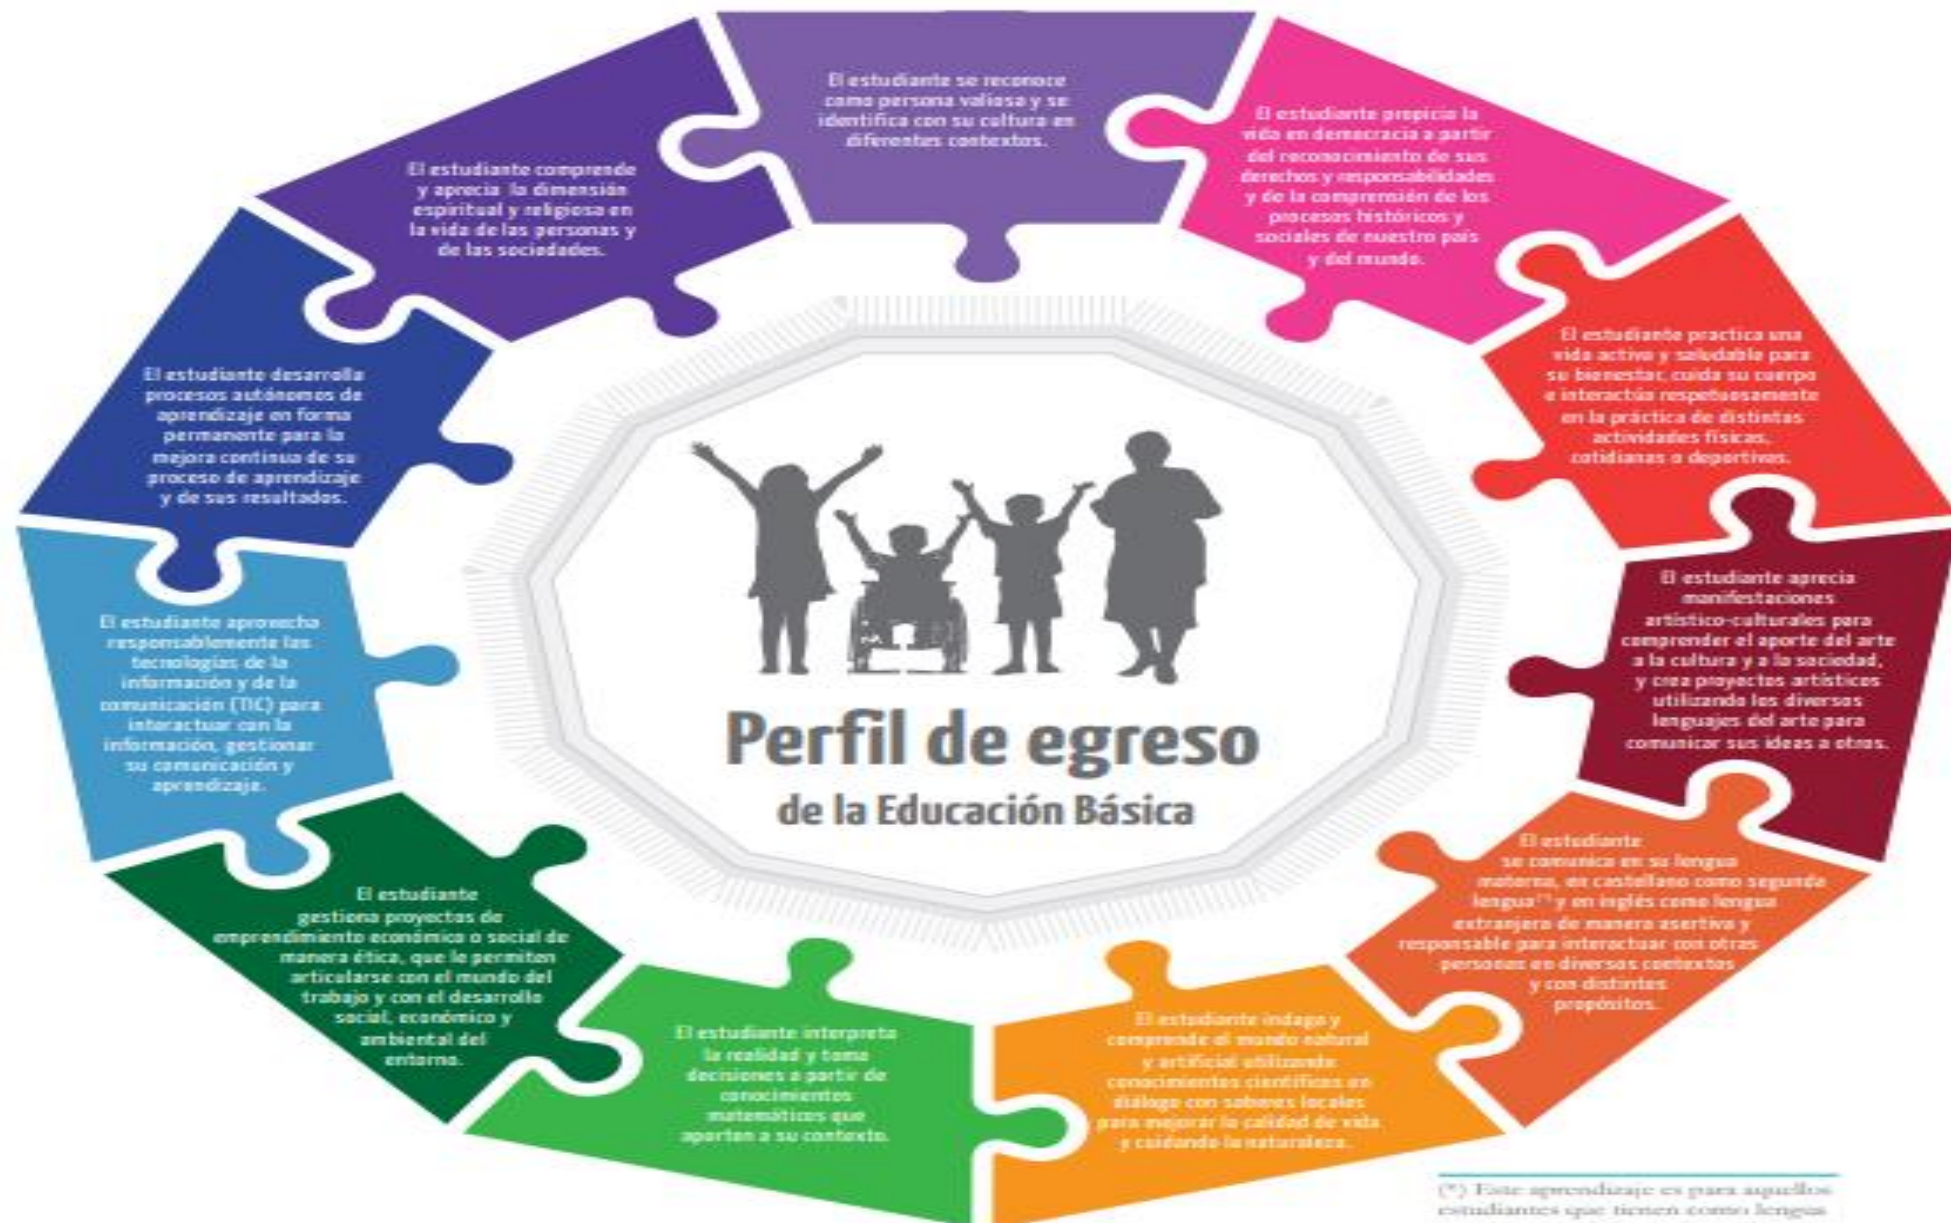 El estudiante se reconoce
como persona valiosa y se
identifica con su cultura en
diferentes contextos.
El estudiante propicia la
vida en democracia a partir
del reconocimiento de sus
derechos y responsabilidades
y de la comprensión de los
procesos históricos y
sociales de nuestro país
y del mundo.
El estudiante practica una
vida activa y saludable para
su bienestar, cuida su cuerpo
e interactúa respetuosamente
en la práctica de distintas
actividades físicas,
cotidianas o deportivas.
El estudiante aprecia
manifestaciones
artístico-culturales para
comprender el aporte del arte
a la cultura y a la sociedad,
y crea proyectos artísticos
utilizando los diversos
lenguajes del arte para
comunicar sus ideas a otros.
El estudiante
se comunica en su lengua
materna, en castellano como segunda
lengua(*) y en inglés como lengua
extranjera de manera asertiva y
responsable para interactuar con otras
personas en diversos contextos
y con distintos
propósitos.
El estudiante indaga y
comprende el mundo natural
y artificial utilizando
conocimientos científicos en
diálogo con saberes locales
para mejorar la calidad de vida
y cuidando la naturaleza.
El estudiante interpreta
la realidad y toma
decisiones a partir de
conocimientos
matemáticos que
aporten a su contexto.
El estudiante
gestiona proyectos de
emprendimiento económico o social de
manera ética, que le permiten
articularse con el mundo del
trabajo y con el desarrollo
social, económico y
ambiental del
entorno.
El estudiante aprovecha
responsablemente las
tecnologías de la
información y de la
comunicación (TIC) para
interactuar con la
información, gestionar
su comunicación y
aprendizaje.
El estudiante desarrolla
procesos autónomos de
aprendizaje en forma
permanente para la
mejora continua de su
proceso de aprendizaje
y de sus resultados.
El estudiante comprende
y aprecia la dimensión
espiritual y religiosa en
la vida de las personas y
de las sociedades.
Perfil de egreso
de la Educación Básica
(*) Este aprendizaje es para aquellos
estudiantes que tienen como lengua